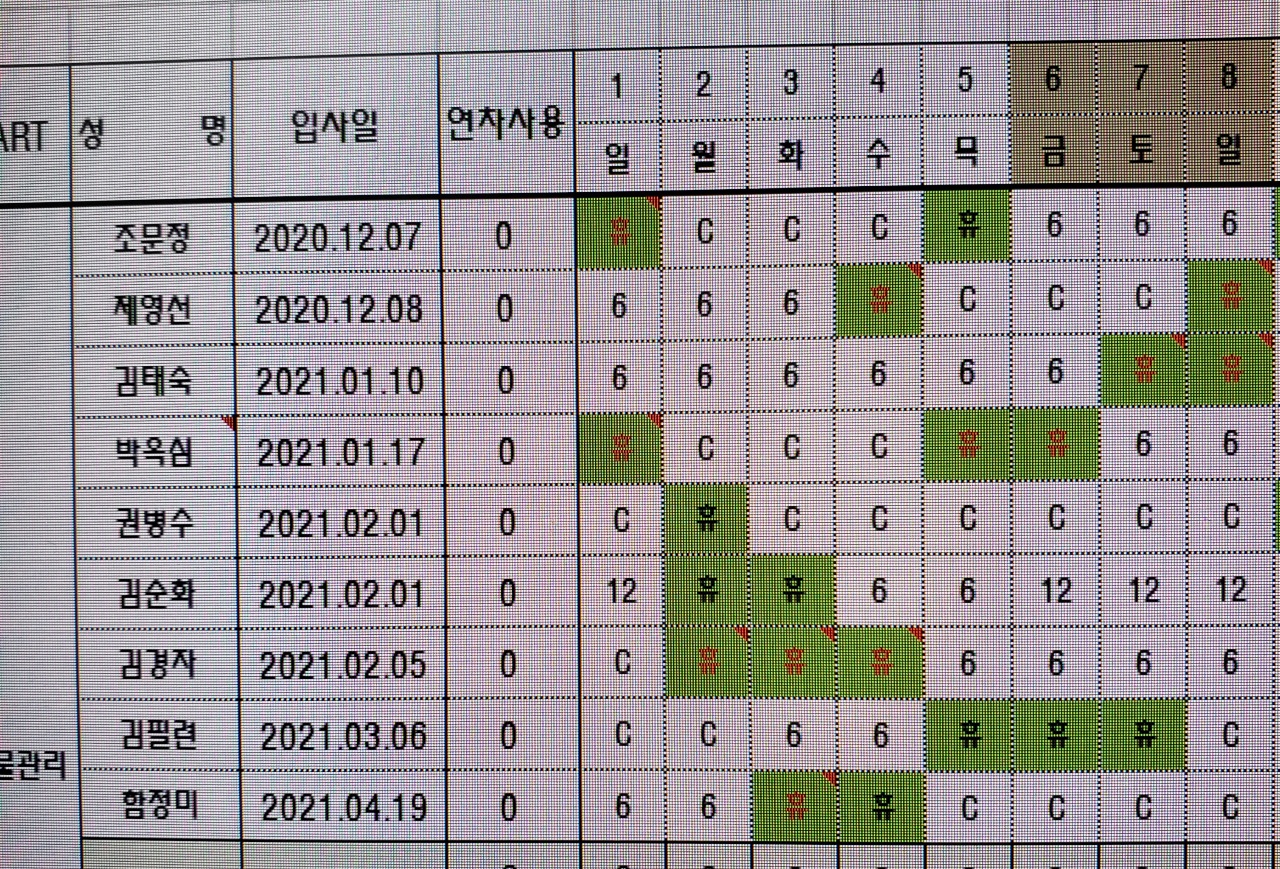 ART 성 명 입사일 연차사용 1 2 3 4 5 6 7 8
일 월 화 수 목 금 토 일
조문정 2020.12.07 0 휴 C C C 휴 6 6 6
제영선 2020.12.08 0 6 6 6 휴 C C C 휴
김태숙 2021.01.10 0 6 6 6 6 6 6 휴 휴
박옥심 2021.01.17 0 휴 C C C 휴 휴 6 6
권병수 2021.02.01 0 C 휴 C C C C C C
김순화 2021.02.01 0 12 휴 휴 6 6 12 12 12
김경자 2021.02.05 0 C 휴 휴 휴 6 6 6 6
김필련 2021.03.06 0 C C 6 6 휴 휴 휴 C
관리
함정미 2021.04.19 0 6 6 휴 휴 C C C C